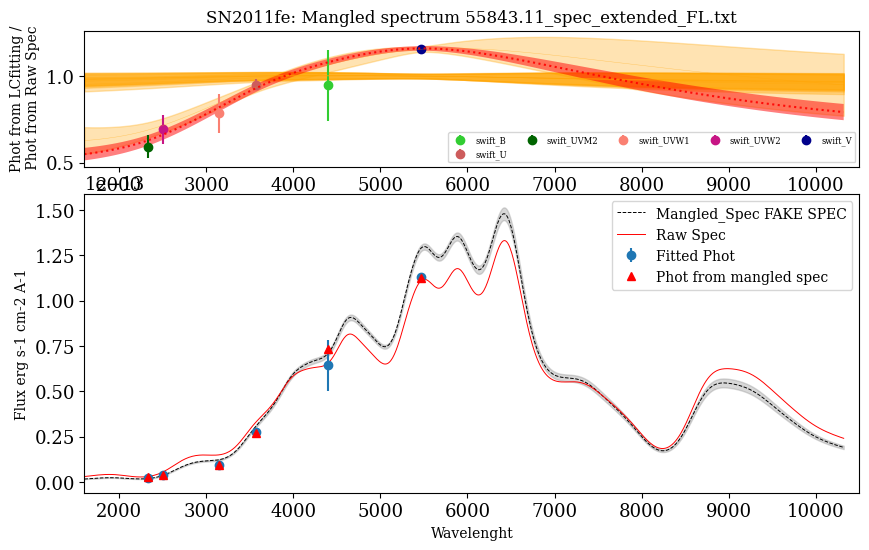 SN2011fe: Mangled spectrum 55843.11_spec_extended_FL.txt
Phot from LCfitting /
Phot from Raw Spec
1.0
0.5
swift_B
swift_UVM2
swift_UVW1
swift_UVW2
swift_V
swift_U
2000 3000 4000 5000 6000 7000 8000 9000 10000
1e−13
Mangled_Spec FAKE SPEC
Raw Spec
Fitted Phot
Phot from mangled spec
Flux erg s-1 cm-2 A-1
1.50
1.25
1.00
0.75
0.50
0.25
0.00
2000 3000 4000 5000 6000 7000 8000 9000 10000
Wavelenght